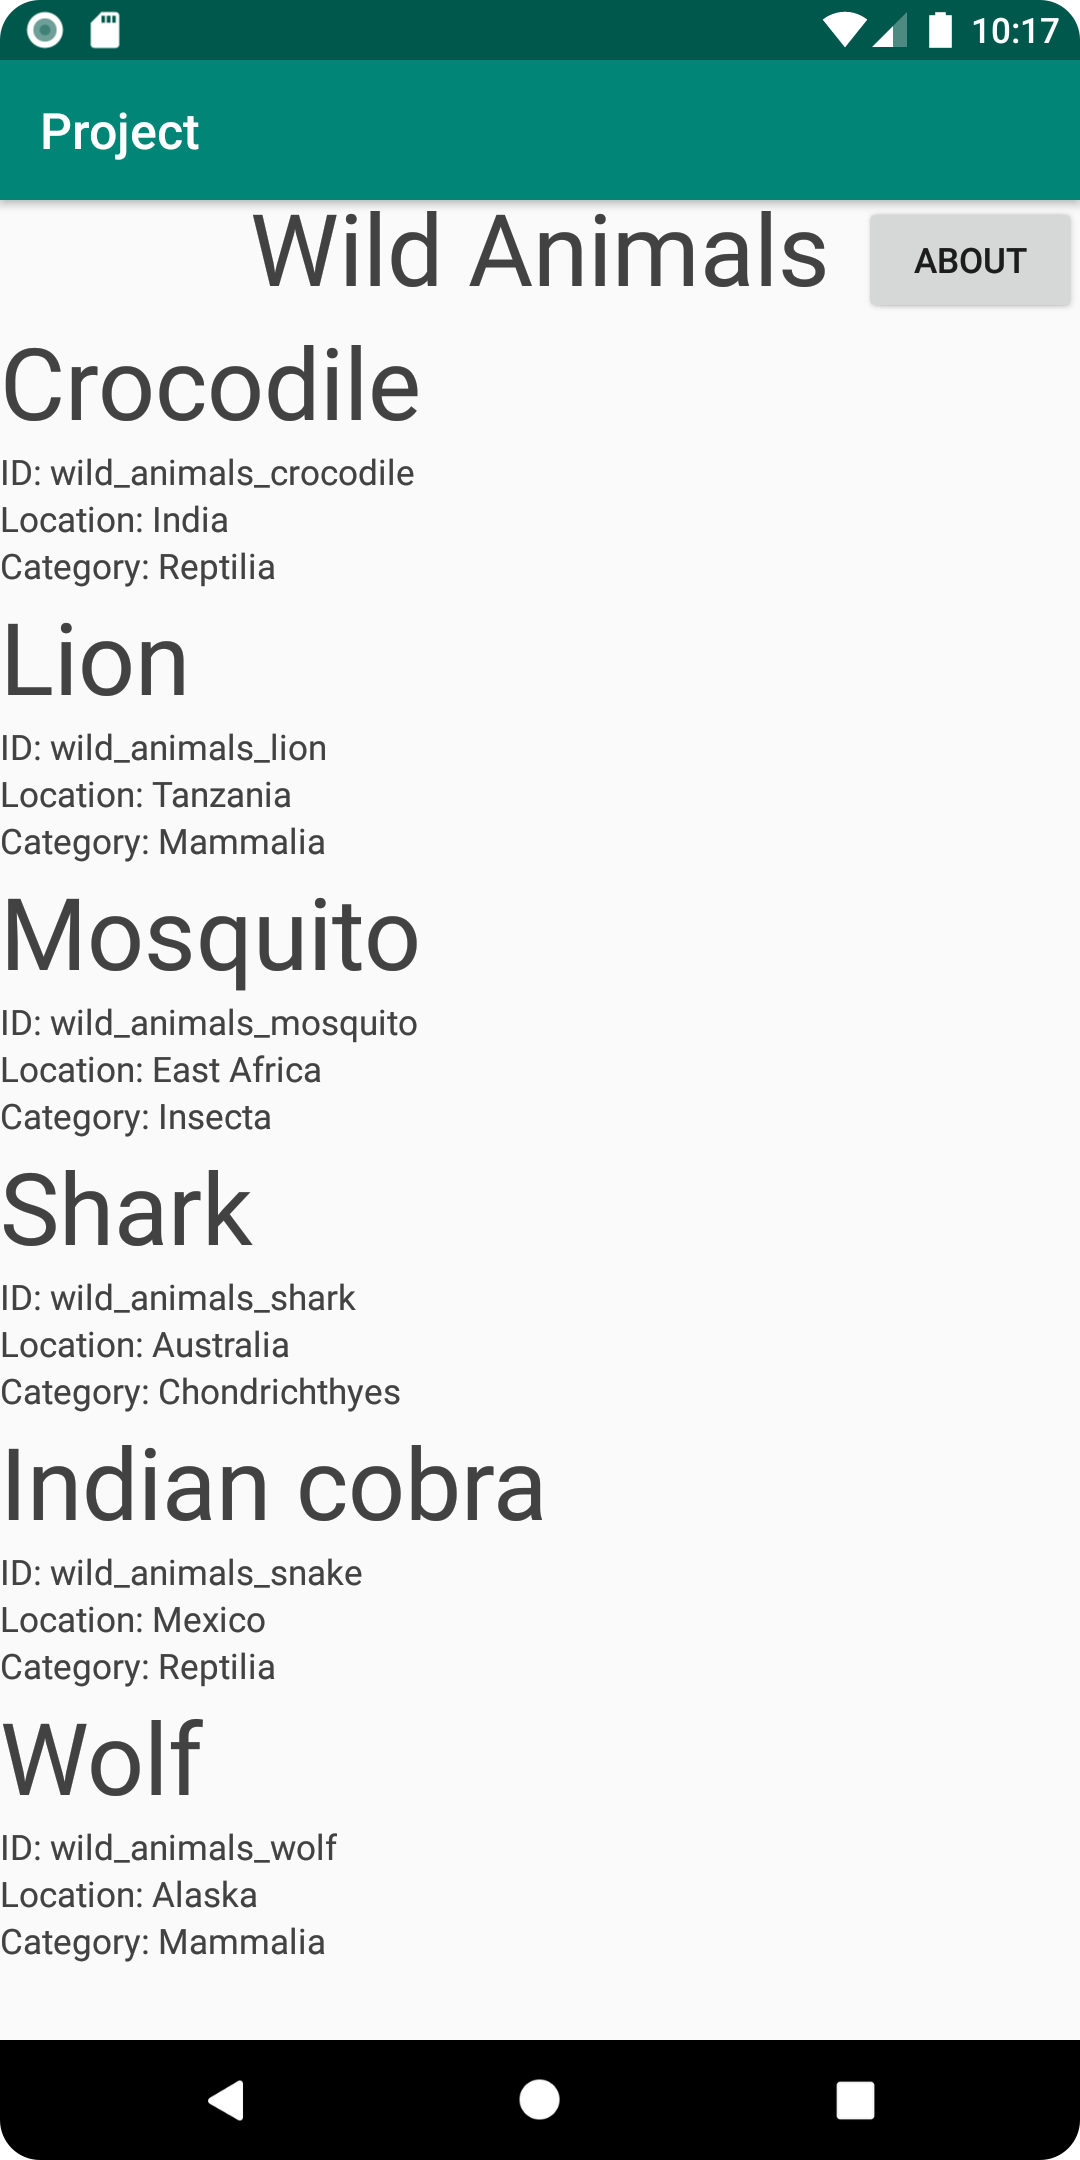 10:17
Project
Wild Animals
ABOUT
Crocodile
ID: wild_animals_crocodile
Location: India
Category: Reptilia
Lion
ID: wild_animals_lion
Location: Tanzania
Category: Mammalia
Mosquito
ID: wild_animals_mosquito
Location: East Africa
Category: Insecta
Shark
ID: wild_animals_shark
Location: Australia
Category: Chondrichthyes
Indian cobra
ID: wild_animals_snake
Location: Mexico
Category: Reptilia
Wolf
ID: wild_animals_wolf
Location: Alaska
Category: Mammalia